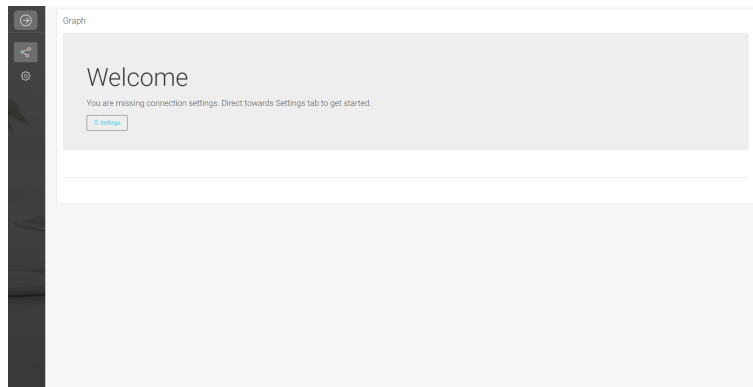 Graph
Welcome
You are missing connection settings. Direct towards Settings tab to get started.
Settings